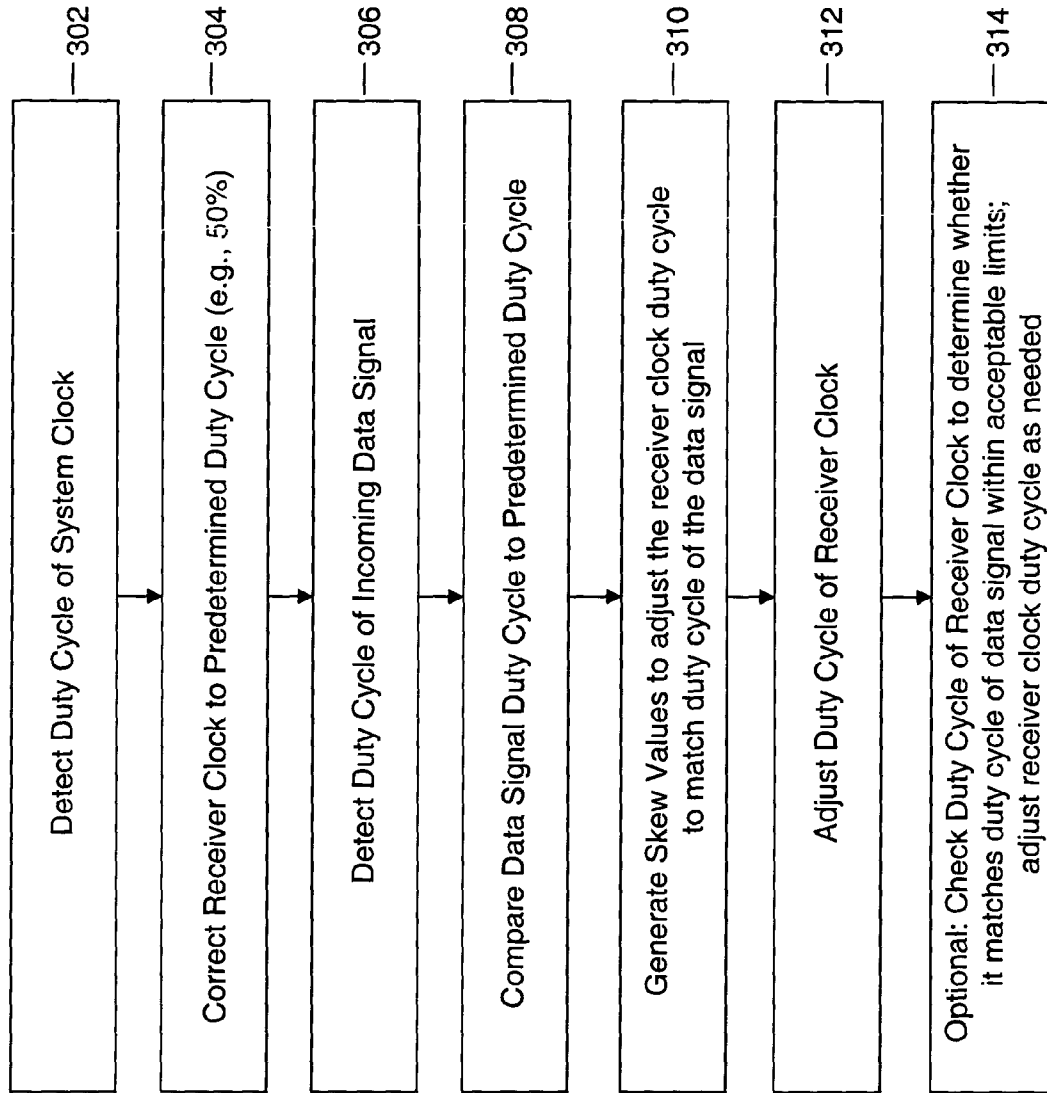 Detect Duty Cycle of System Clock
302
Correct Receiver Clock to Predetermined Duty Cycle (e.g., 50%)
304
Detect Duty Cycle of Incoming Data Signal
306
Compare Data Signal Duty Cycle to Predetermined Duty Cycle
308
Generate Skew Values to adjust the receiver clock duty cycle
to match duty cycle of the data signal
310
Adjust Duty Cycle of Receiver Clock
312
Optional: Check Duty Cycle of Receiver Clock to determine whether
it matches duty cycle of data signal within acceptable limits;
adjust receiver clock duty cycle as needed
314